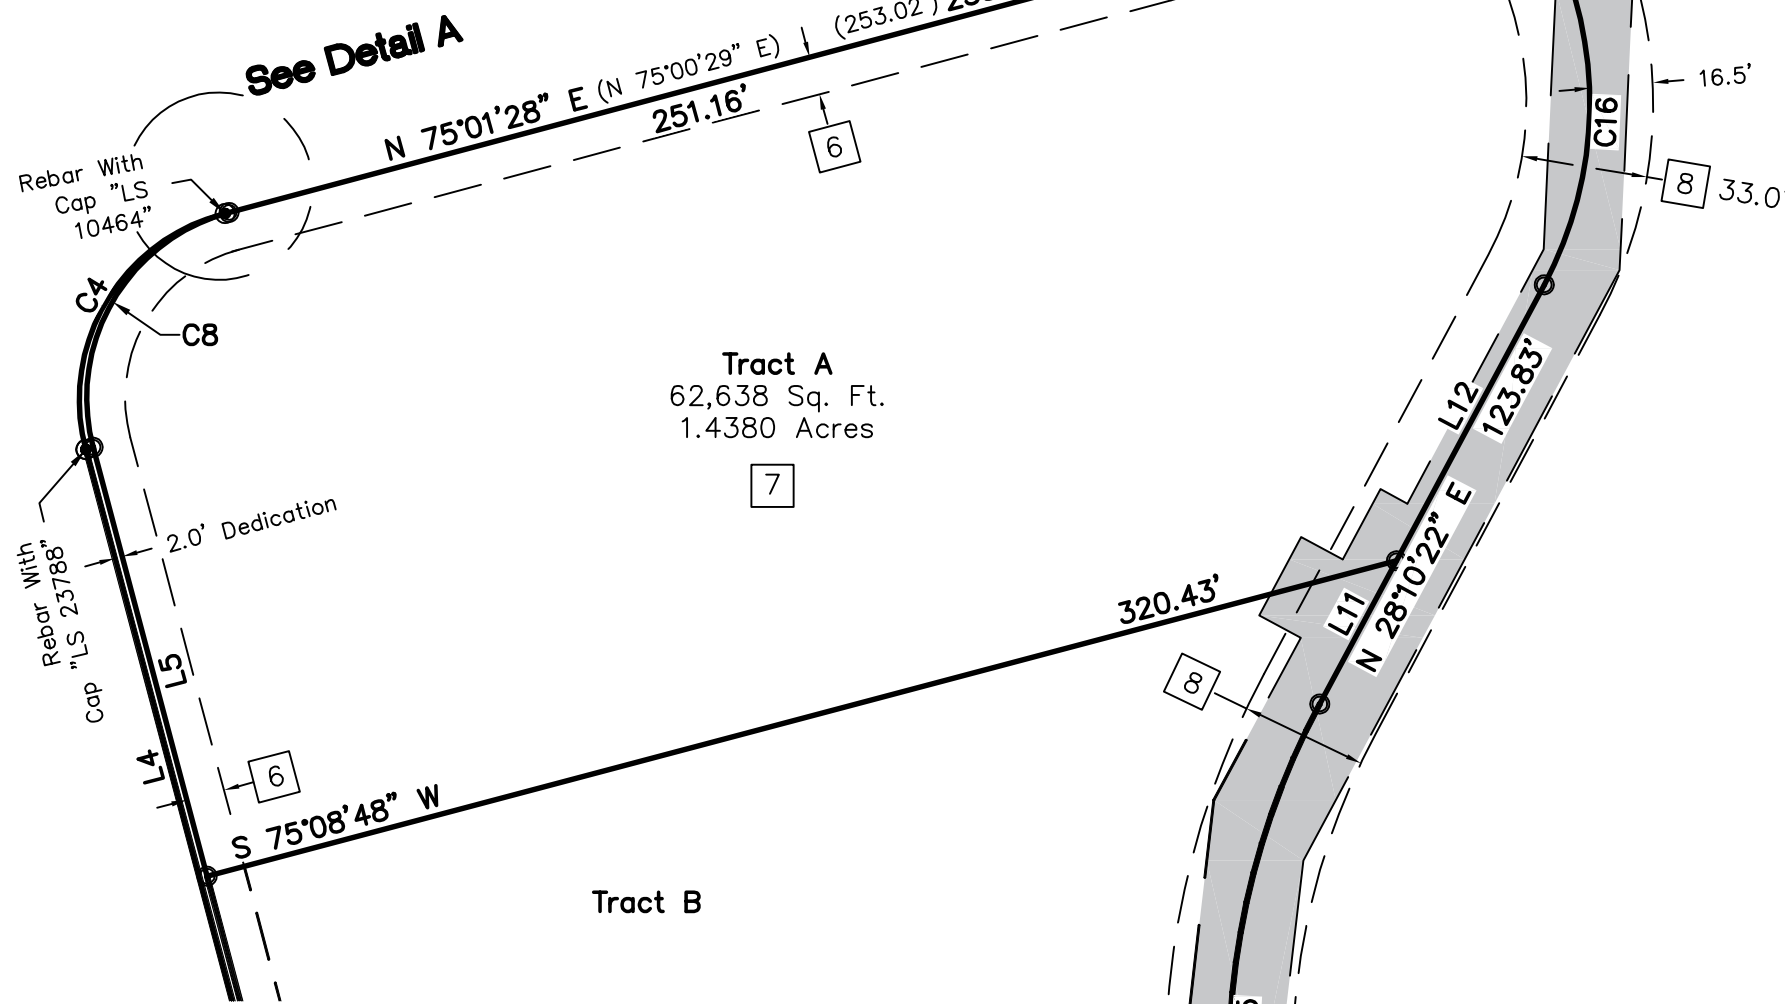 See Detail A
(253.02')
N 75°01'28" E (N 75°00'29" E)
251.16'
6
Rebar With
Cap "LS
10464"
C4
C8
16.5'
C16
8
33.0'
Tract A
62,638 Sq. Ft.
1.4380 Acres
7
L12
123.83'
N 28°10'22" E
L11
2.0' Dedication
Rebar With
Cap "LS 23788"
L5
L4
6
320.43'
8
S 75°08'48" W
Tract B